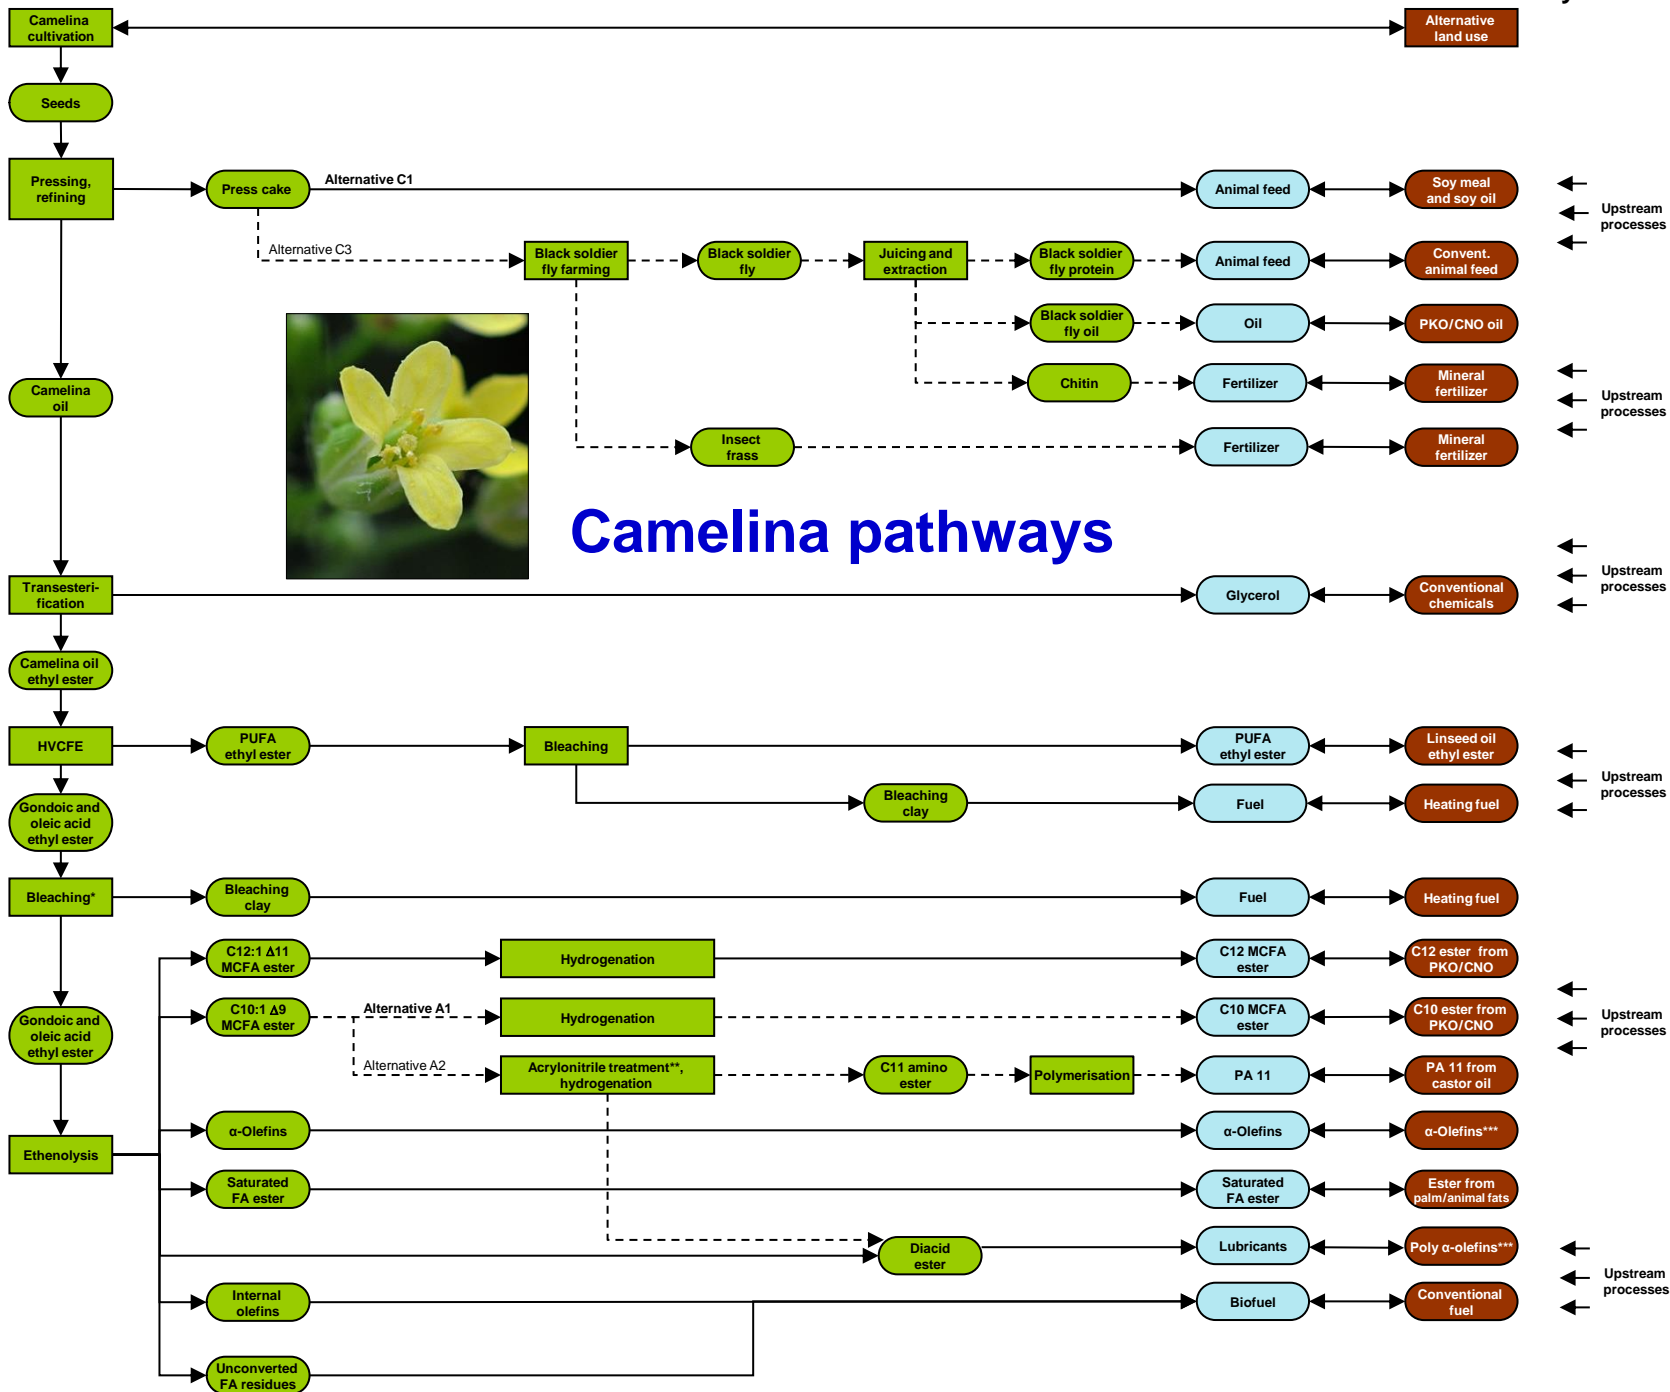 Camelina
cultivation
Alternative
land use
Seeds
Pressing,
refining
Press cake
Alternative C1
Animal feed
Soy meal
and soy oil
Upstream
processes
Alternative C3
Black soldier
fly farming
Black soldier
fly
Juicing and
extraction
Black soldier
fly protein
Animal feed
Convent.
animal feed
Black soldier
fly oil
Oil
PKO/CNO oil
Camelina
oil
Chitin
Fertilizer
Mineral
fertilizer
Upstream
processes
Insect
frass
Fertilizer
Mineral
fertilizer
Camelina pathways
Transesteri-
fication
Glycerol
Conventional
chemicals
Upstream
processes
Camelina oil
ethyl ester
HVCFE
PUFA
ethyl ester
Bleaching
PUFA
ethyl ester
Linseed oil
ethyl ester
Upstream
processes
Gondoic and
oleic acid
ethyl ester
Bleaching
clay
Fuel
Heating fuel
Bleaching*
Bleaching
clay
Fuel
Heating fuel
C12:1 Δ11
MCFA ester
Hydrogenation
C12 MCFA
ester
C12 ester from
PKO/CNO
Gondoic and
oleic acid
ethyl ester
C10:1 Δ9
MCFA ester
Alternative A1
Hydrogenation
C10 MCFA
ester
C10 ester from
PKO/CNO
Upstream
processes
Alternative A2
Acrylonitrile treatment**,
hydrogenation
C11 amino
ester
Polymerisation
PA 11
PA 11 from
castor oil
Ethenolysis
α-Olefins
α-Olefins
α-Olefins***
Saturated
FA ester
Saturated
FA ester
Ester from
palm/animal fats
Diacid
ester
Lubricants
Poly α-olefins***
Upstream
processes
Internal
olefins
Biofuel
Conventional
fuel
Unconverted
FA residues